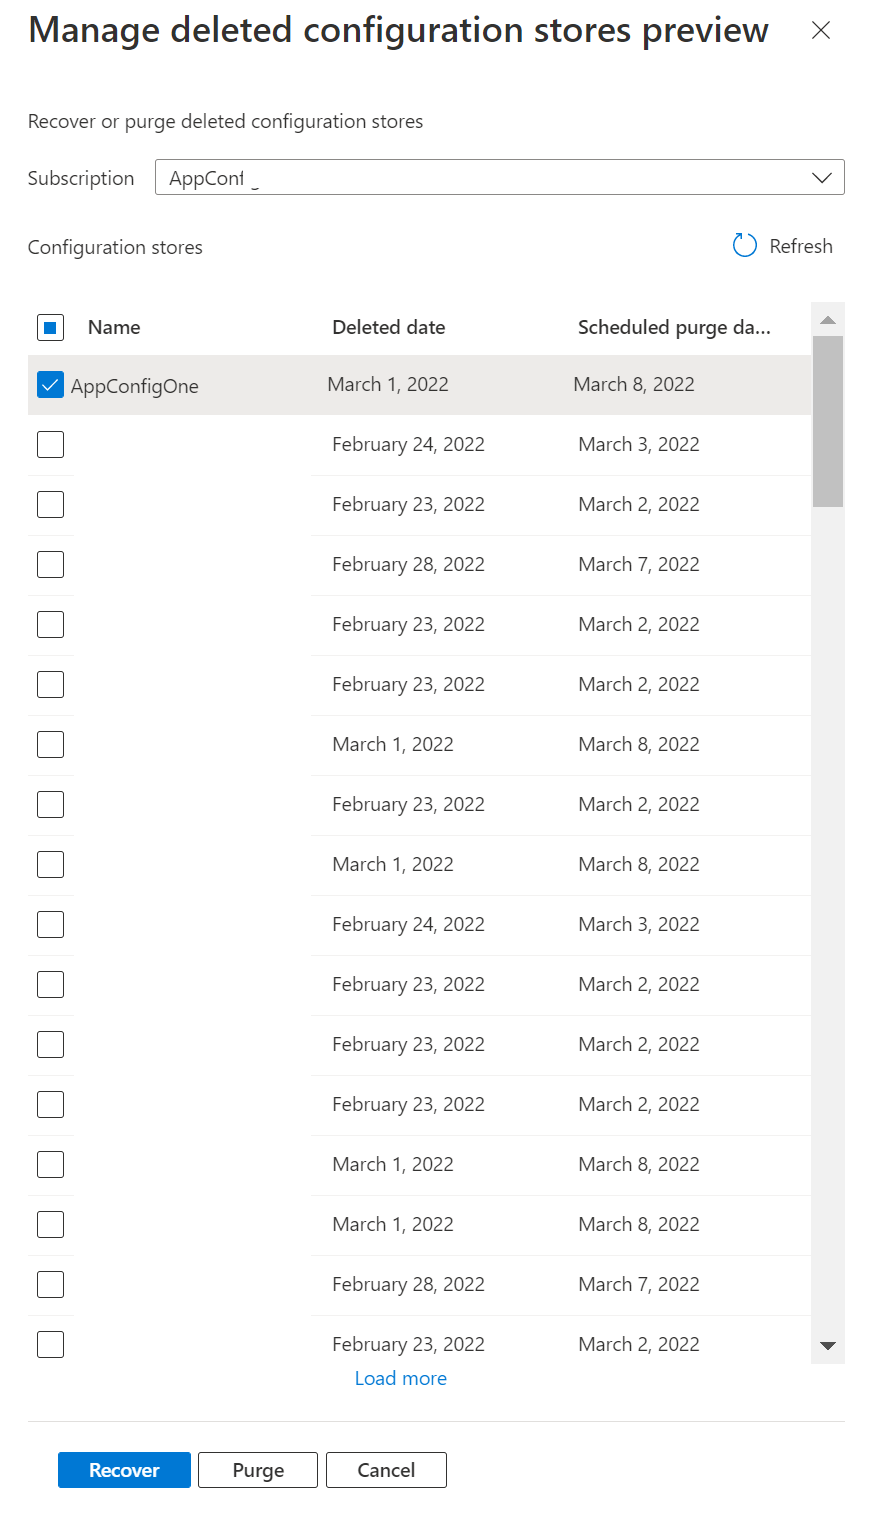 Manage deleted configuration stores preview
Recover or purge deleted configuration stores
Subscription
Configuration stores Refresh
Name Deleted date Scheduled purge da...
AppConfigOne March 1, 2022 March 8, 2022
February 24, 2022 March 3, 2022
February 23, 2022 March 2, 2022
February 28, 2022 March 7, 2022
February 23, 2022 March 2, 2022
February 23, 2022 March 2, 2022
March 1, 2022 March 8, 2022
February 23, 2022 March 2, 2022
March 1, 2022 March 8, 2022
February 24, 2022 March 3, 2022
February 23, 2022 March 2, 2022
February 23, 2022 March 2, 2022
February 23, 2022 March 2, 2022
March 1, 2022 March 8, 2022
March 1, 2022 March 8, 2022
February 28, 2022 March 7, 2022
February 23, 2022 March 2, 2022
Load more
Recover Purge Cancel